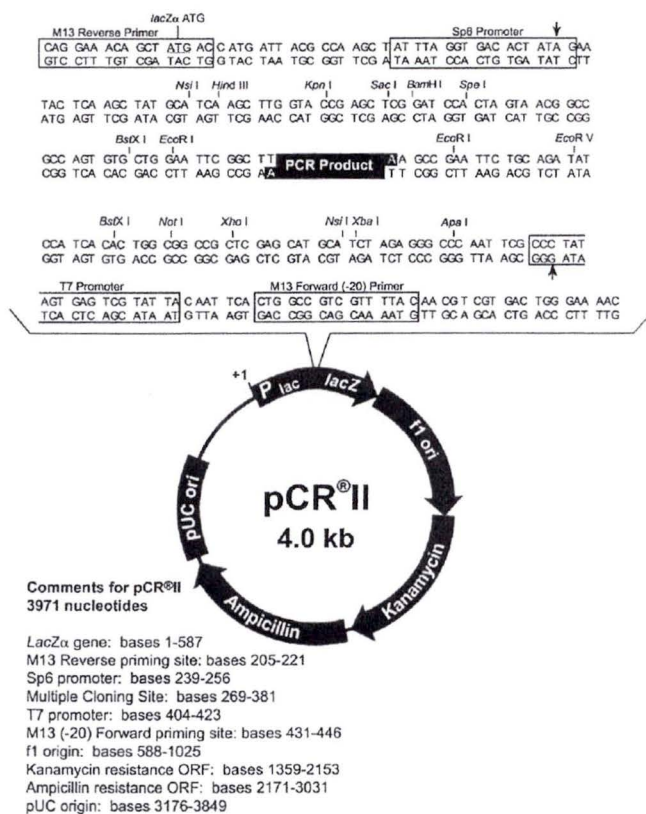 lacZα ATG
M13 Reverse Primer
Sp6 Promoter
CAG GAA ACA GCT ATG AC C ATG ATT ACG CCA AGC T AT TTA GGT GAC ACT ATA G AA
GTC CTT TGT CGA TAC TG G TAC TAA TGC GGT TCG A TA AAT CCA CTG TGA TAT C TT
Nsi I Hind III Kpn I Sac I BamH I Spe I
TAC TCA AGC TAT GCA TCA AGC TTG GTA CCG AGC TCG GAT CCA CTA GTA ACG GCC
ATG AGT TCG ATA CGT AGT TCG AAC CAT GGC TCG AGC CTA GGT GAT CAT TGC CGG
BstX I EcoR I EcoR I EcoR V
GCC AGT GTG CTG GAA TTC GGC TT PCR Product A A GCC GAA TTC TGC AGA TAT
CGG TCA CAC GAC CTT AAG CCG A A T T CGG CTT AAG ACG TCT ATA
BstX I Not I Xho I Nsi I Xba I Apa I
CCA TCA CAC TGG CGG CCG CTC GAG CAT GCA TCT AGA GGG CCC AAT TCG CCC TAT
GGT AGT GTG ACC GCC GGC GAG CTC GTA CGT AGA TCT CCC GGG TTA AGC GGG ATA
T7 Promoter
M13 Forward (-20) Primer
AGT GAG TCG TAT TA C AAT TCA CTG GCC GTC GTT TTA C AA CGT CGT GAC TGG GAA AAC
TCA CTC AGC ATA AT G TTA AGT GAC CGG CAG CAA AAT G TT GCA GCA CTG ACC CTT TTG
+1
P lac lacZ
f1 ori
Kanamycin
Ampicillin
pUC ori
pCR®II
4.0 kb
Comments for pCR®II
3971 nucleotides
LacZα gene: bases 1-587
M13 Reverse priming site: bases 205-221
Sp6 promoter: bases 239-256
Multiple Cloning Site: bases 269-381
T7 promoter: bases 404-423
M13 (-20) Forward priming site: bases 431-446
f1 origin: bases 588-1025
Kanamycin resistance ORF: bases 1359-2153
Ampicillin resistance ORF: bases 2171-3031
pUC origin: bases 3176-3849